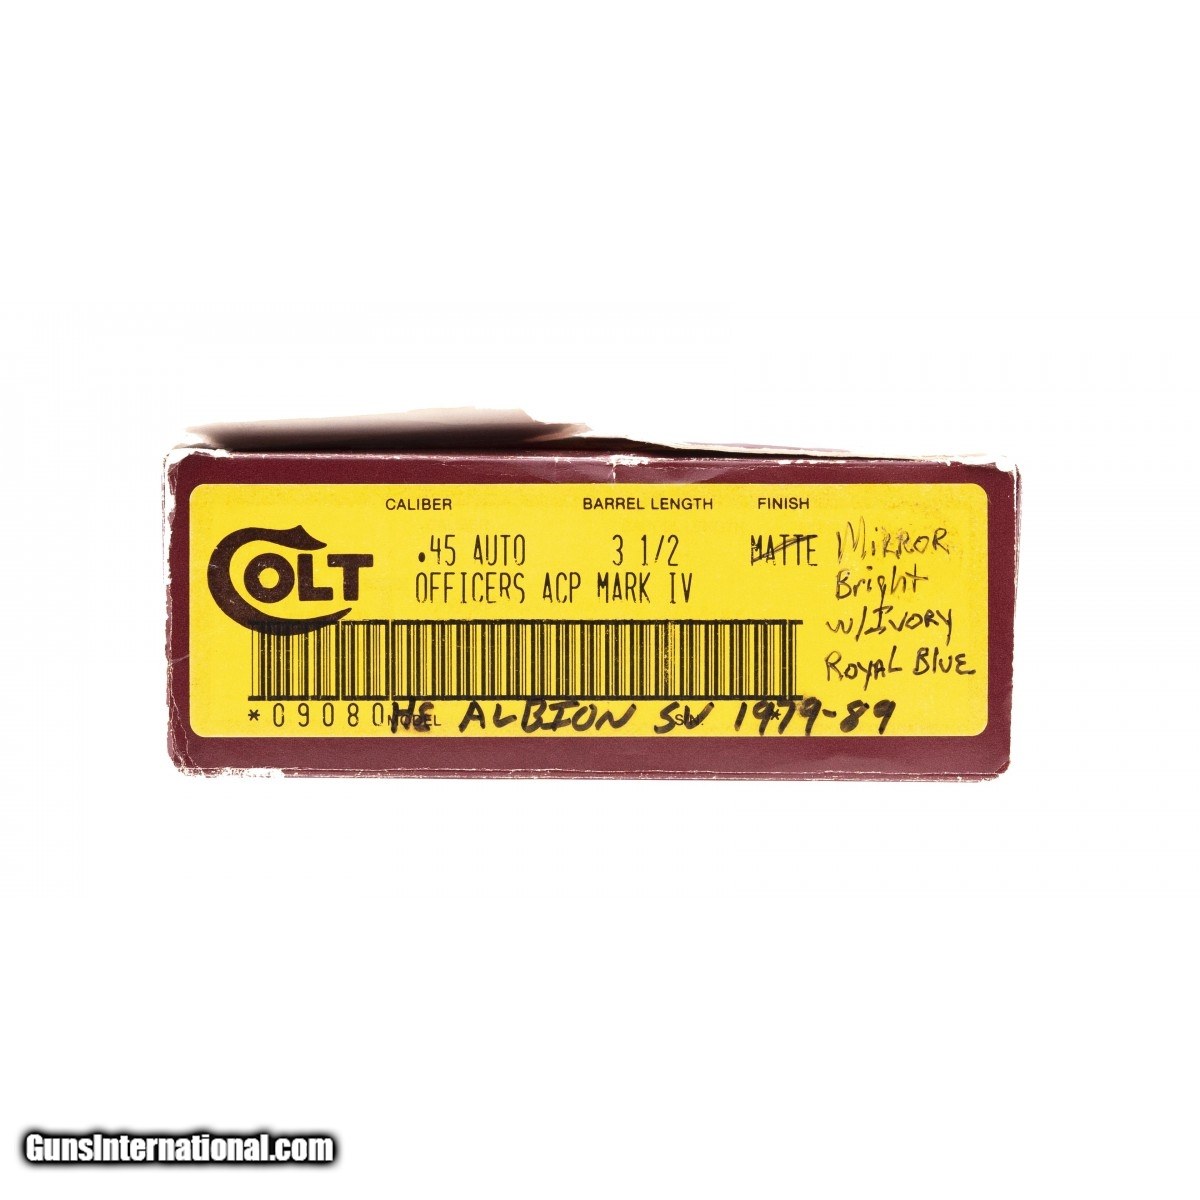 CALIBER BARREL LENGTH FINISH
COLT
.45 AUTO 3 1/2 MATTE MiRROR
OFFICERS ACP MARK IV Bright
w/IVORY
ROYAL BLUE
*09080 MODEL S/N. *
HE ALBION 1979-89
GunsInternational.com